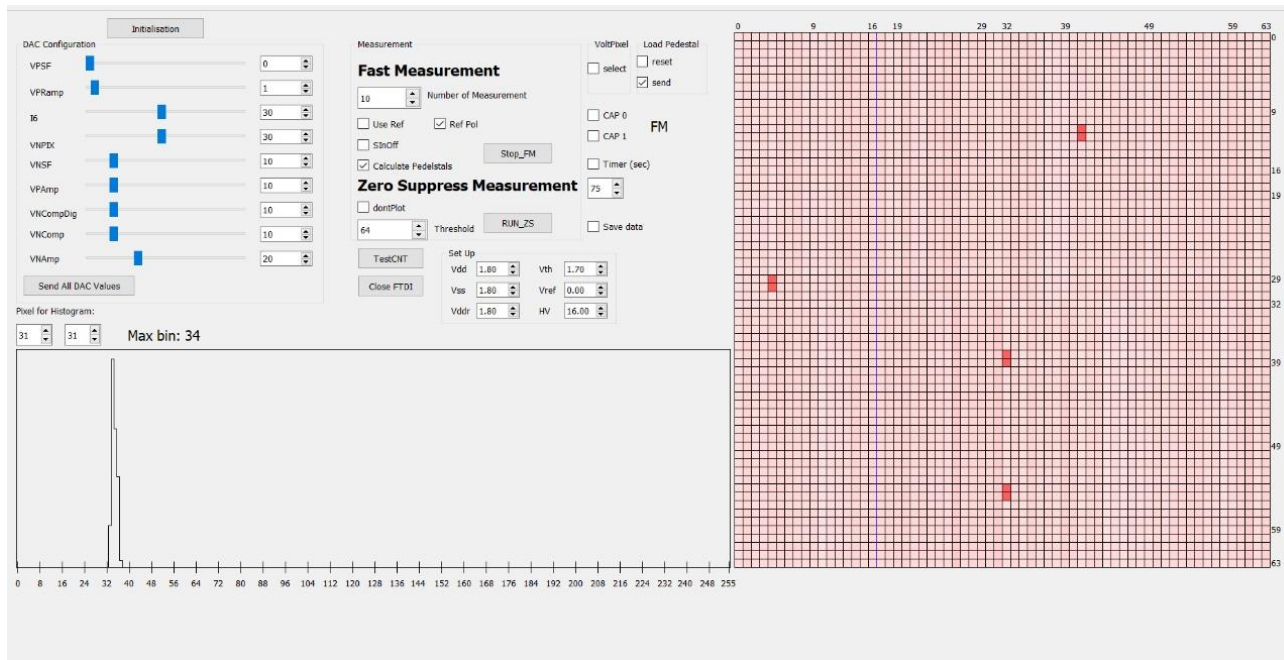 Initialisation
DAC Configuration
VPSF 0
VPRamp 1
I6 30
VNPIX 30
VNSF 10
VPAmp 10
VNCompDig 10
VNComp 10
VNAmp 20
Send All DAC Values
Measurement
Fast Measurement
10 Number of Measurement
Use Ref Ref Pol
SInOff
Stop_FM
Calculate Pedelstals
Zero Suppress Measurement
dontPlot
64 Threshold RUN_ZS
TestCNT
Close FTDI
Set Up
Vdd 1.80 Vth 1.70
Vss 1.80 Vref 0.00
Vddr 1.80 HV 16.00
VoltPixel
select
Load Pedestal
reset
send
CAP 0
CAP 1
FM
Timer (sec)
75
Save data
Pixel for Histogram:
31 31 Max bin: 34
0 8 16 24 32 40 48 56 64 72 80 88 96 104 112 120 128 136 144 152 160 168 176 184 192 200 208 216 224 232 240 248 255
0 9 16 19 29 32 39 49 59 63
0
9
16
19
29
32
39
49
59
63